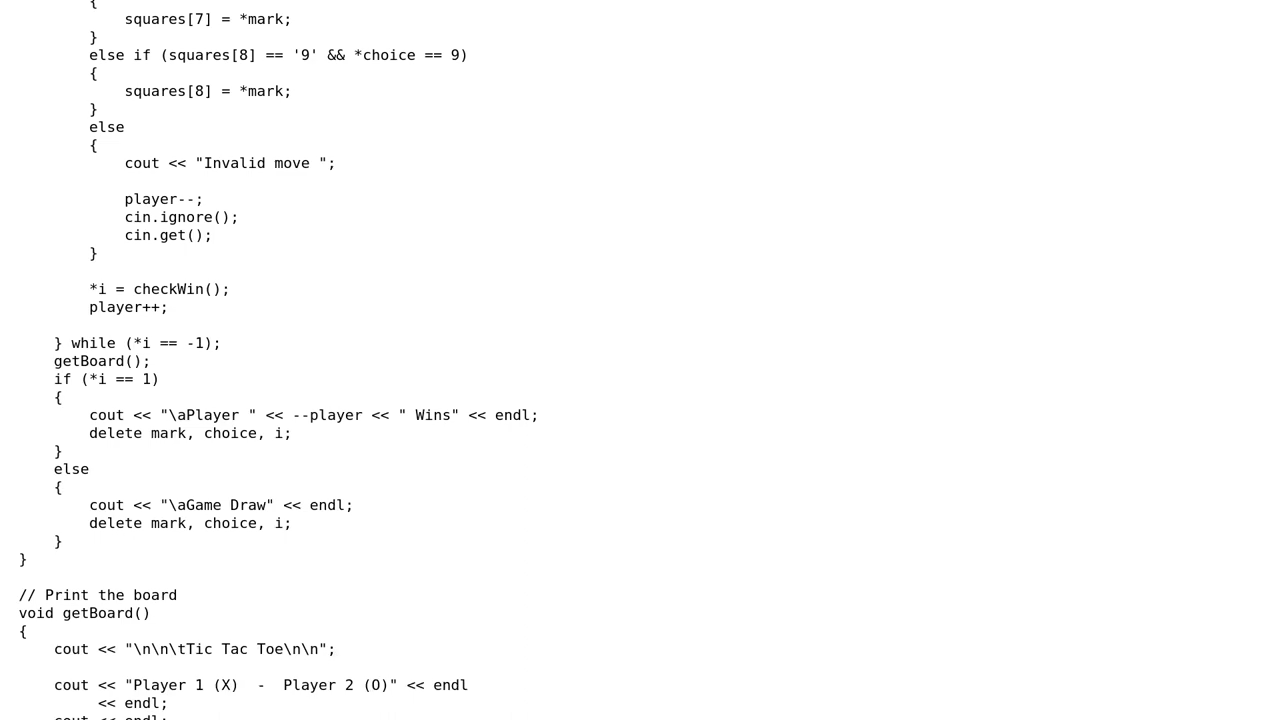 {
squares[7] = *mark;
}
else if (squares[8] == '9' && *choice == 9)
{
squares[8] = *mark;
}
else
{
cout << "Invalid move ";
player--;
cin.ignore();
cin.get();
}
*i = checkWin();
player++;
} while (*i == -1);
getBoard();
if (*i == 1)
{
cout << "\aPlayer " << --player << " Wins" << endl;
delete mark, choice, i;
}
else
{
cout << "\aGame Draw" << endl;
delete mark, choice, i;
}
}
// Print the board
void getBoard()
{
cout << "\n\n\tTic Tac Toe\n\n";
cout << "Player 1 (X)  -  Player 2 (O)" << endl
<< endl;
cout << endl;